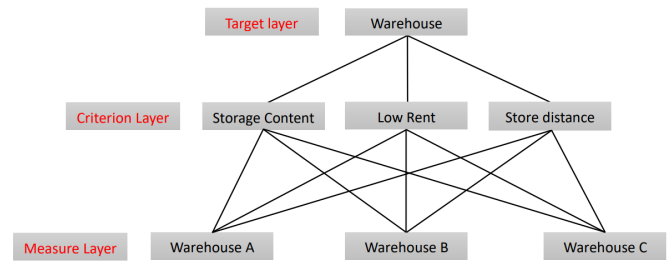 Target layer
Warehouse
Criterion Layer
Storage Content
Low Rent
Store distance
Measure Layer
Warehouse A
Warehouse B
Warehouse C